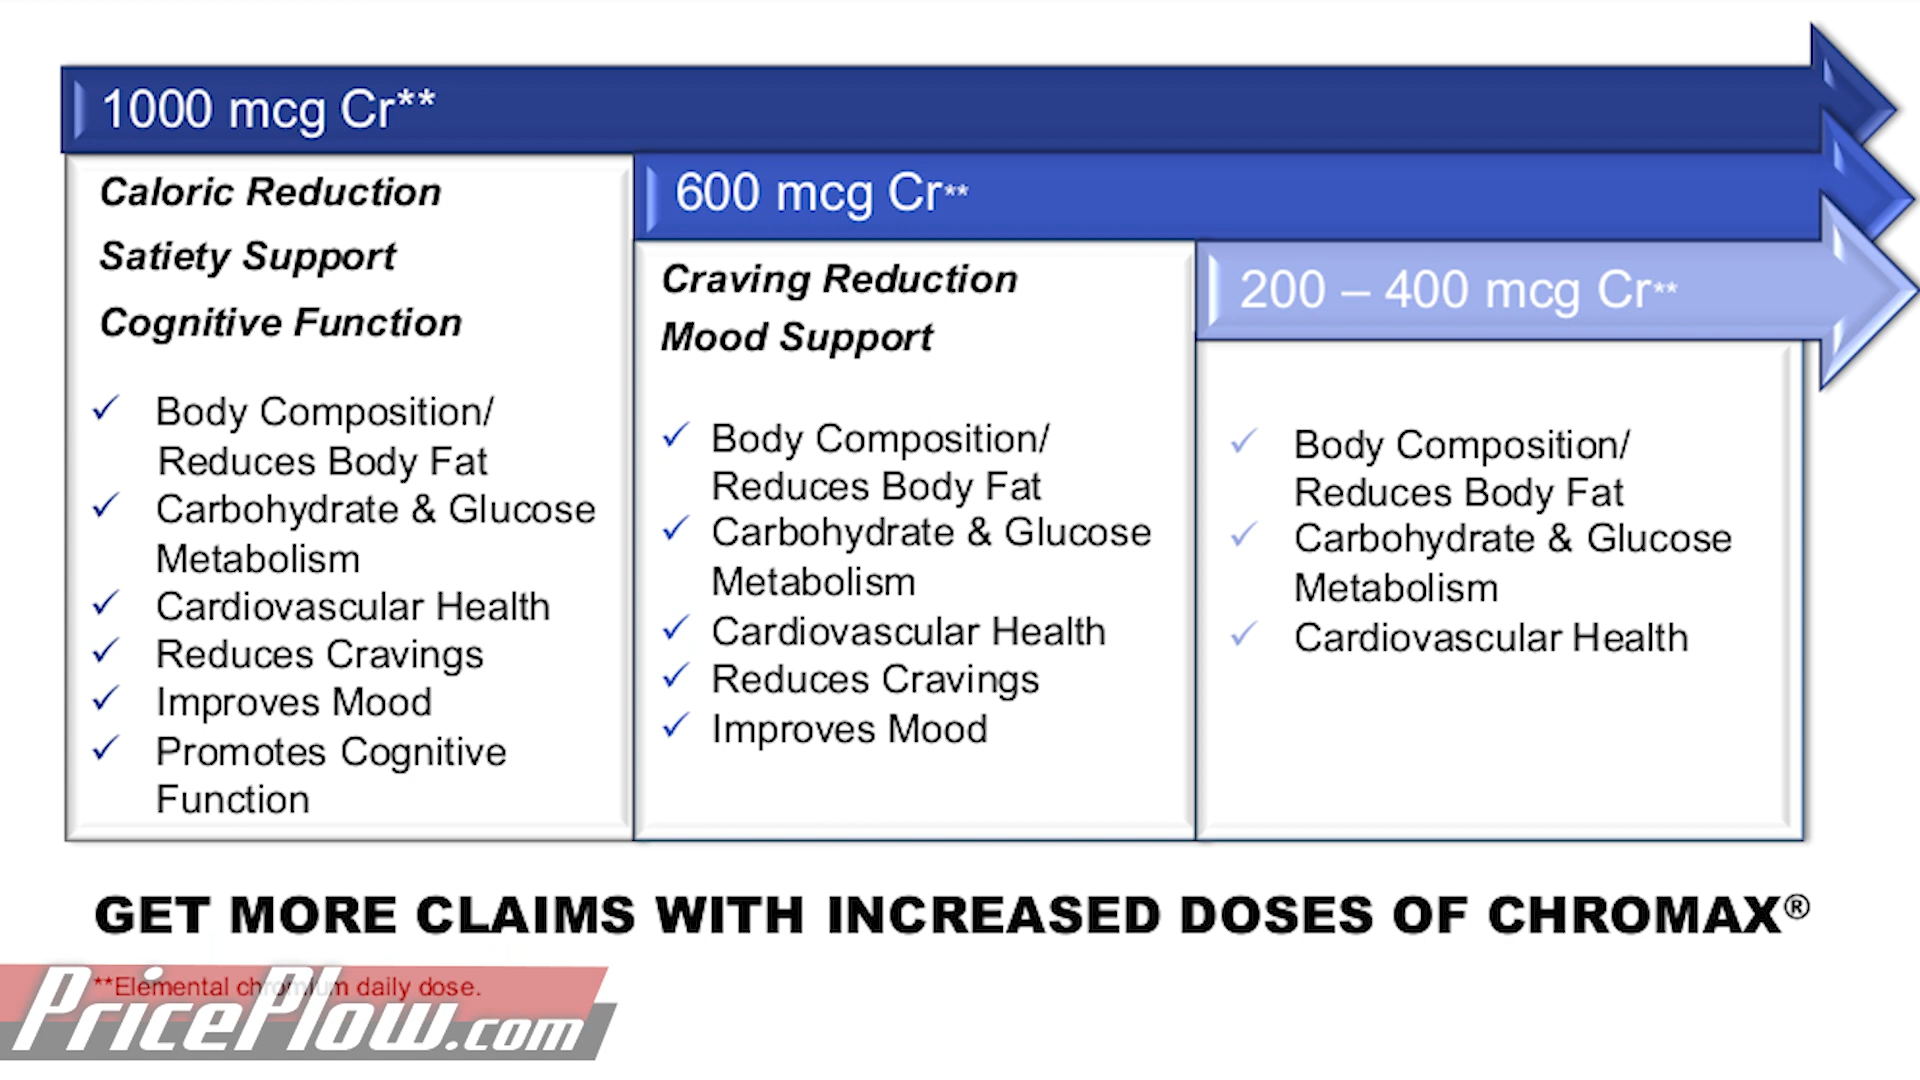 1000 mcg Cr**
Caloric Reduction
Satiety Support
Cognitive Function
✓ Body Composition/
Reduces Body Fat
✓ Carbohydrate & Glucose
Metabolism
✓ Cardiovascular Health
✓ Reduces Cravings
✓ Improves Mood
✓ Promotes Cognitive
Function
600 mcg Cr**
Craving Reduction
Mood Support
✓ Body Composition/
Reduces Body Fat
✓ Carbohydrate & Glucose
Metabolism
✓ Cardiovascular Health
✓ Reduces Cravings
✓ Improves Mood
200 – 400 mcg Cr**
✓ Body Composition/
Reduces Body Fat
✓ Carbohydrate & Glucose
Metabolism
✓ Cardiovascular Health
GET MORE CLAIMS WITH INCREASED DOSES OF CHROMAX®
**Elemental chromium daily dose.
PricePlow.com